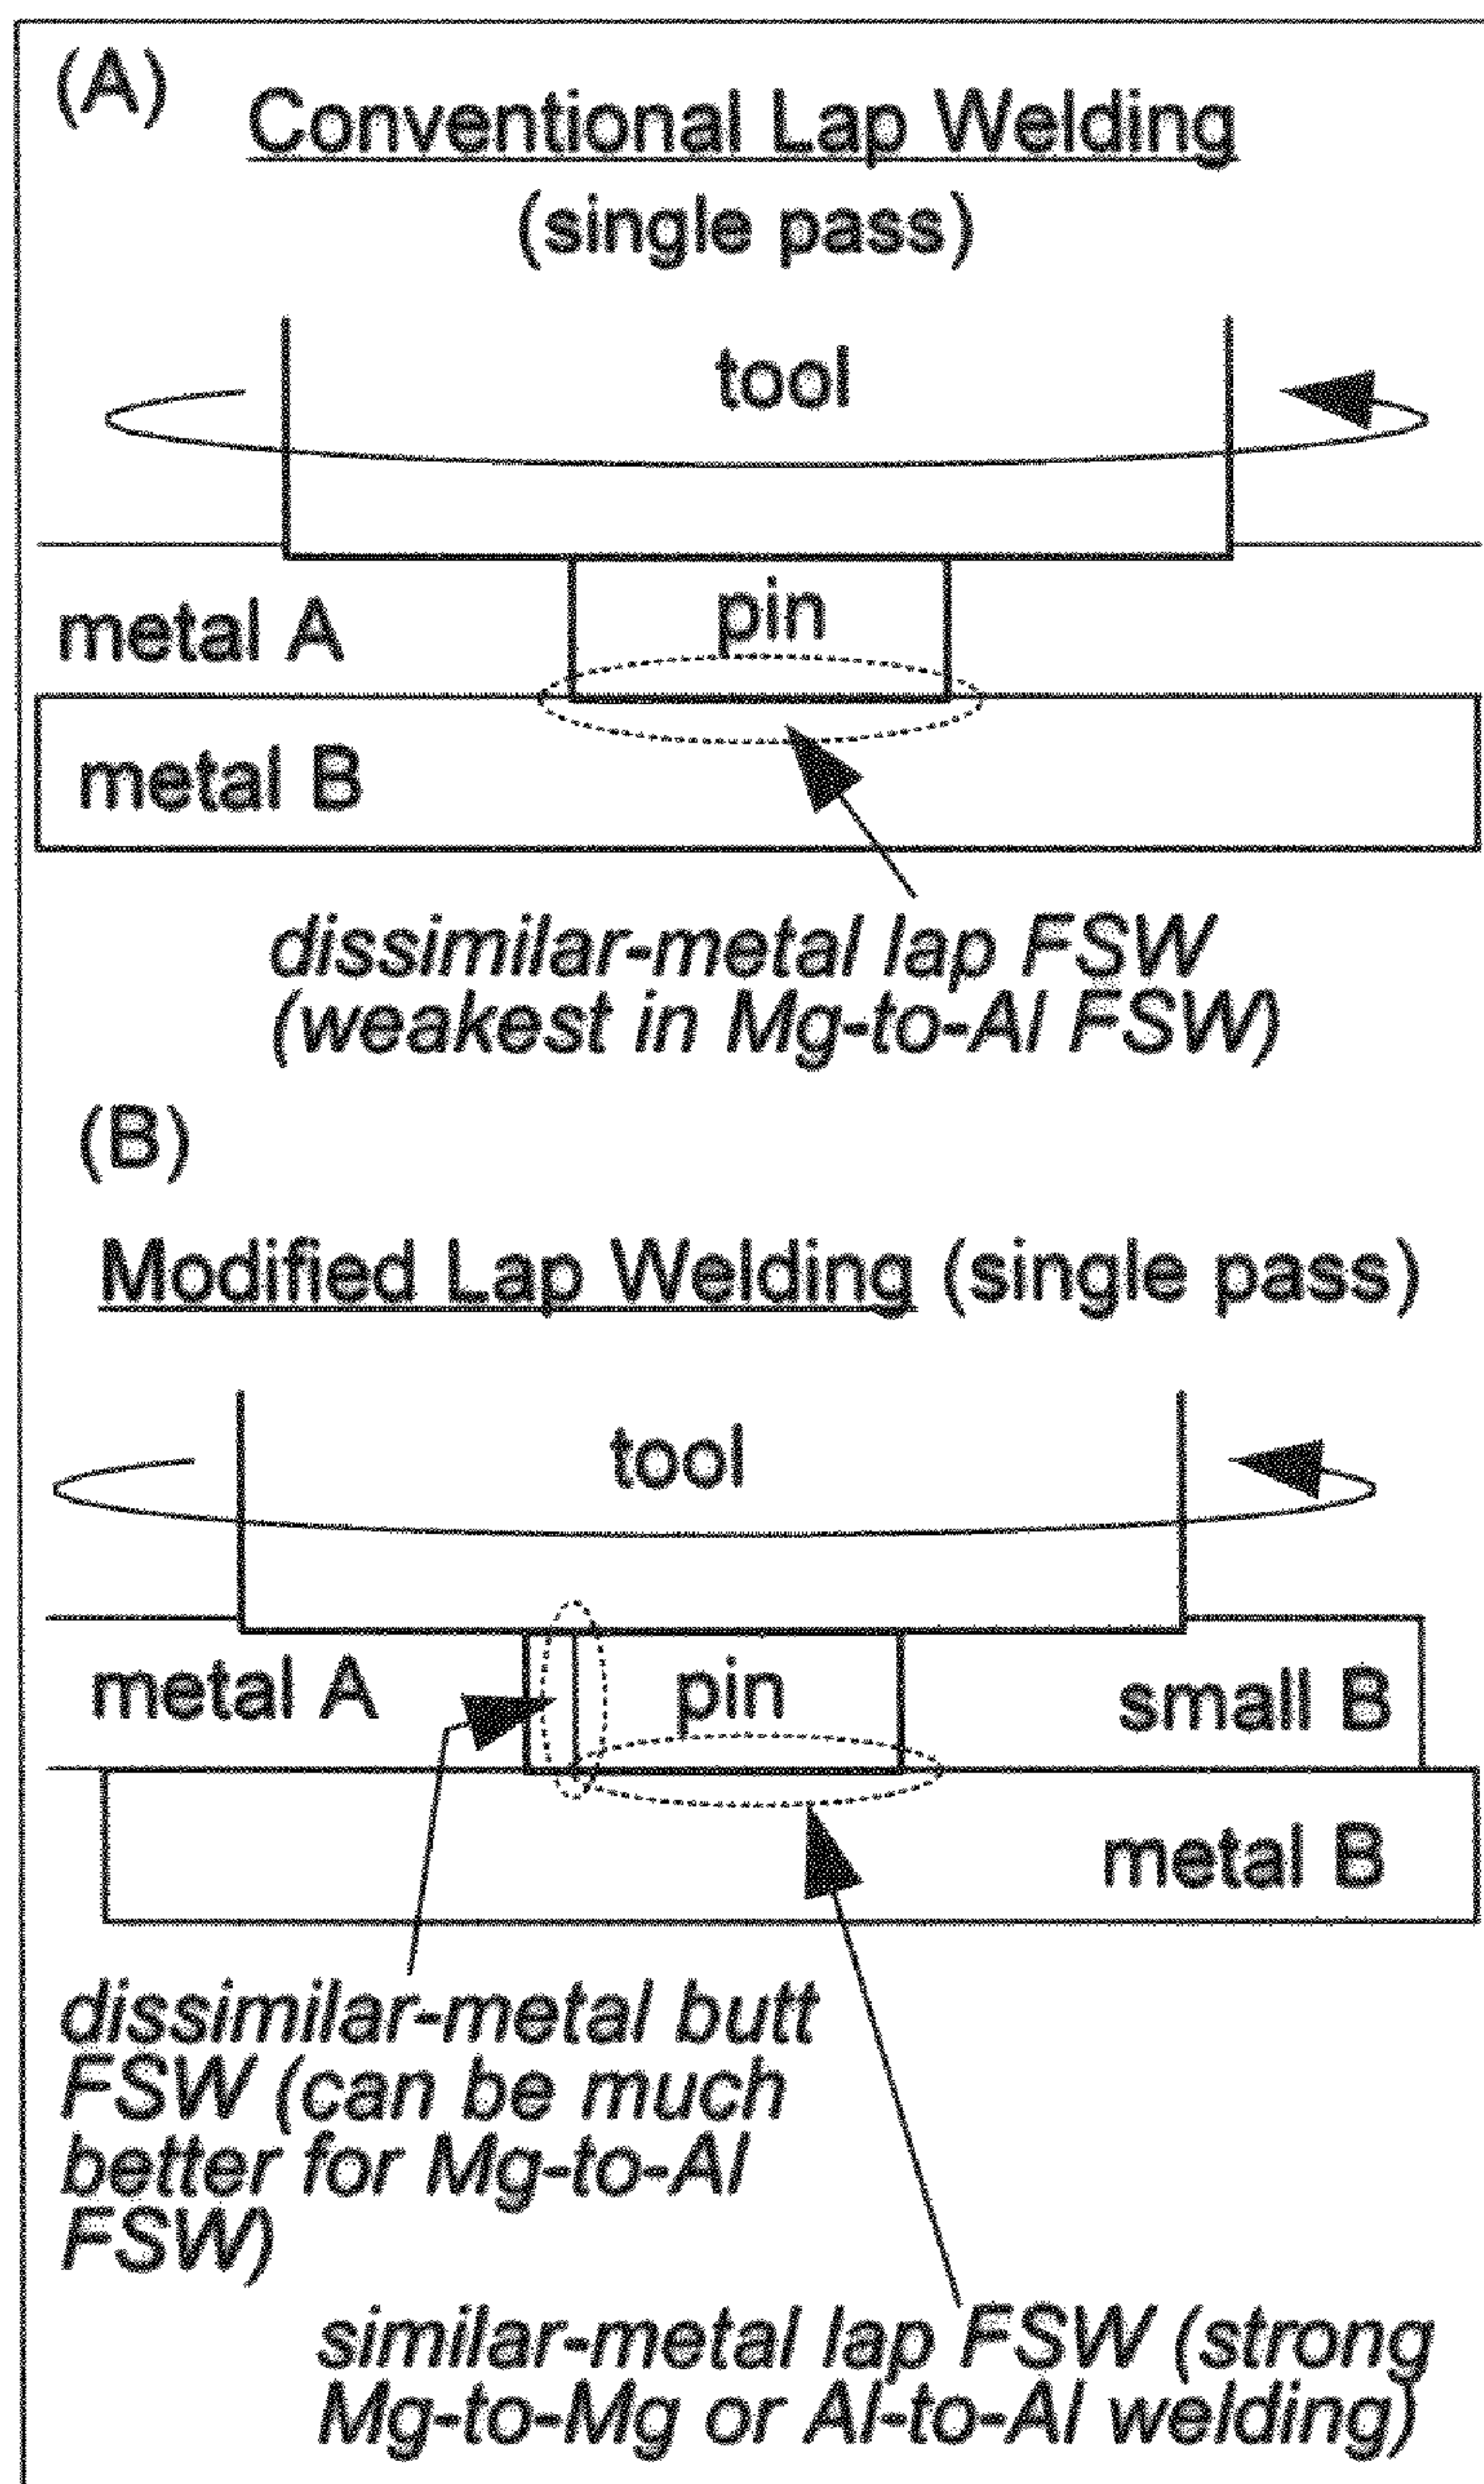 (A)
Conventional Lap Welding
(single pass)
tool
pin
metal A
metal B
dissimilar-metal lap FSW
(weakest in Mg-to-Al FSW)
(B)
Modified Lap Welding (single pass)
tool
metal A
pin
small B
metal B
dissimilar-metal butt
FSW (can be much
better for Mg-to-Al
FSW)
similar-metal lap FSW (strong
Mg-to-Mg or Al-to-Al welding)